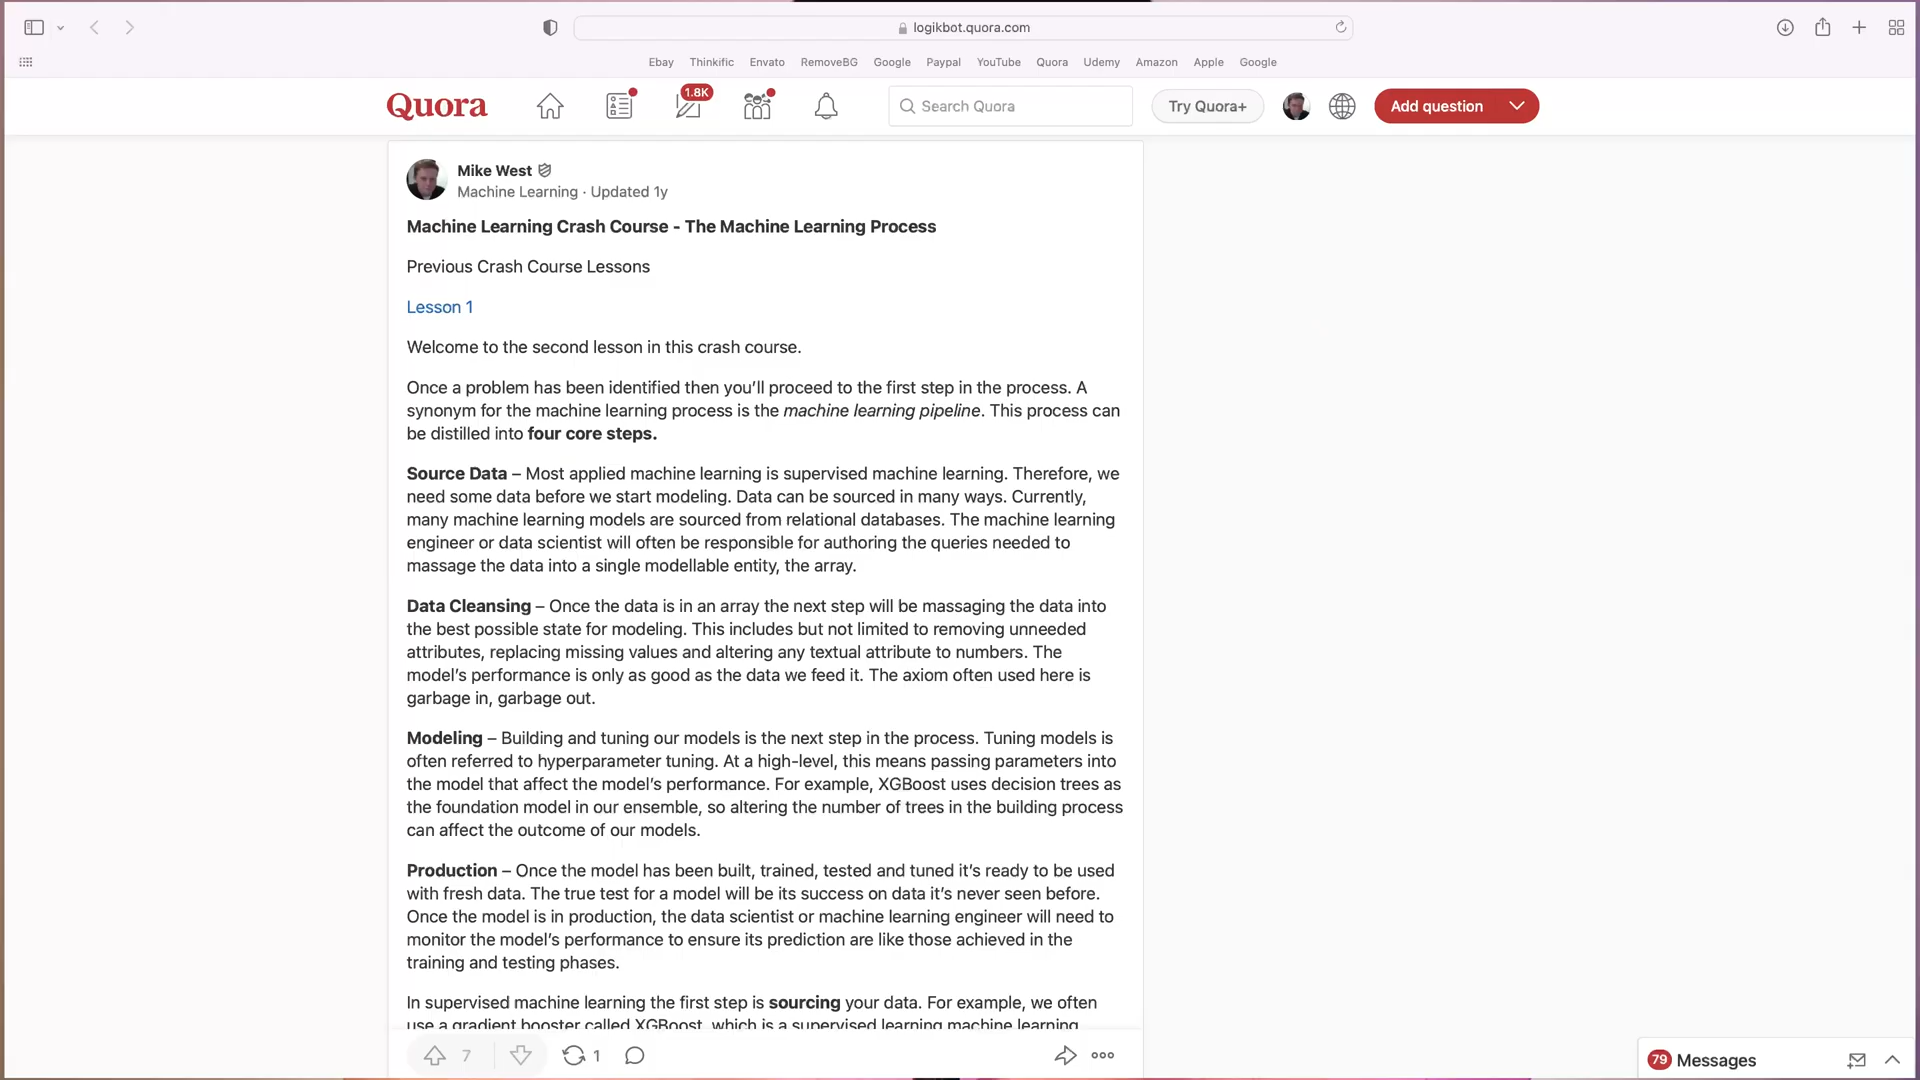 logikbot.quora.com
Ebay Thinkific Envato RemoveBG Google Paypal YouTube Quora Udemy Amazon Apple Google
Quora 1.8K Search Quora Try Quora+ Add question
Mike West
Machine Learning · Updated 1y
Machine Learning Crash Course - The Machine Learning Process
Previous Crash Course Lessons
Lesson 1
Welcome to the second lesson in this crash course.
Once a problem has been identified then you’ll proceed to the first step in the process. A
synonym for the machine learning process is the machine learning pipeline. This process can
be distilled into four core steps.
Source Data – Most applied machine learning is supervised machine learning. Therefore, we
need some data before we start modeling. Data can be sourced in many ways. Currently,
many machine learning models are sourced from relational databases. The machine learning
engineer or data scientist will often be responsible for authoring the queries needed to
massage the data into a single modellable entity, the array.
Data Cleansing – Once the data is in an array the next step will be massaging the data into
the best possible state for modeling. This includes but not limited to removing unneeded
attributes, replacing missing values and altering any textual attribute to numbers. The
model’s performance is only as good as the data we feed it. The axiom often used here is
garbage in, garbage out.
Modeling – Building and tuning our models is the next step in the process. Tuning models is
often referred to hyperparameter tuning. At a high-level, this means passing parameters into
the model that affect the model’s performance. For example, XGBoost uses decision trees as
the foundation model in our ensemble, so altering the number of trees in the building process
can affect the outcome of our models.
Production – Once the model has been built, trained, tested and tuned it’s ready to be used
with fresh data. The true test for a model will be its success on data it’s never seen before.
Once the model is in production, the data scientist or machine learning engineer will need to
monitor the model’s performance to ensure its prediction are like those achieved in the
training and testing phases.
In supervised machine learning the first step is sourcing your data. For example, we often
use a gradient booster called XGBoost, which is a supervised learning machine learning
7 1
79 Messages